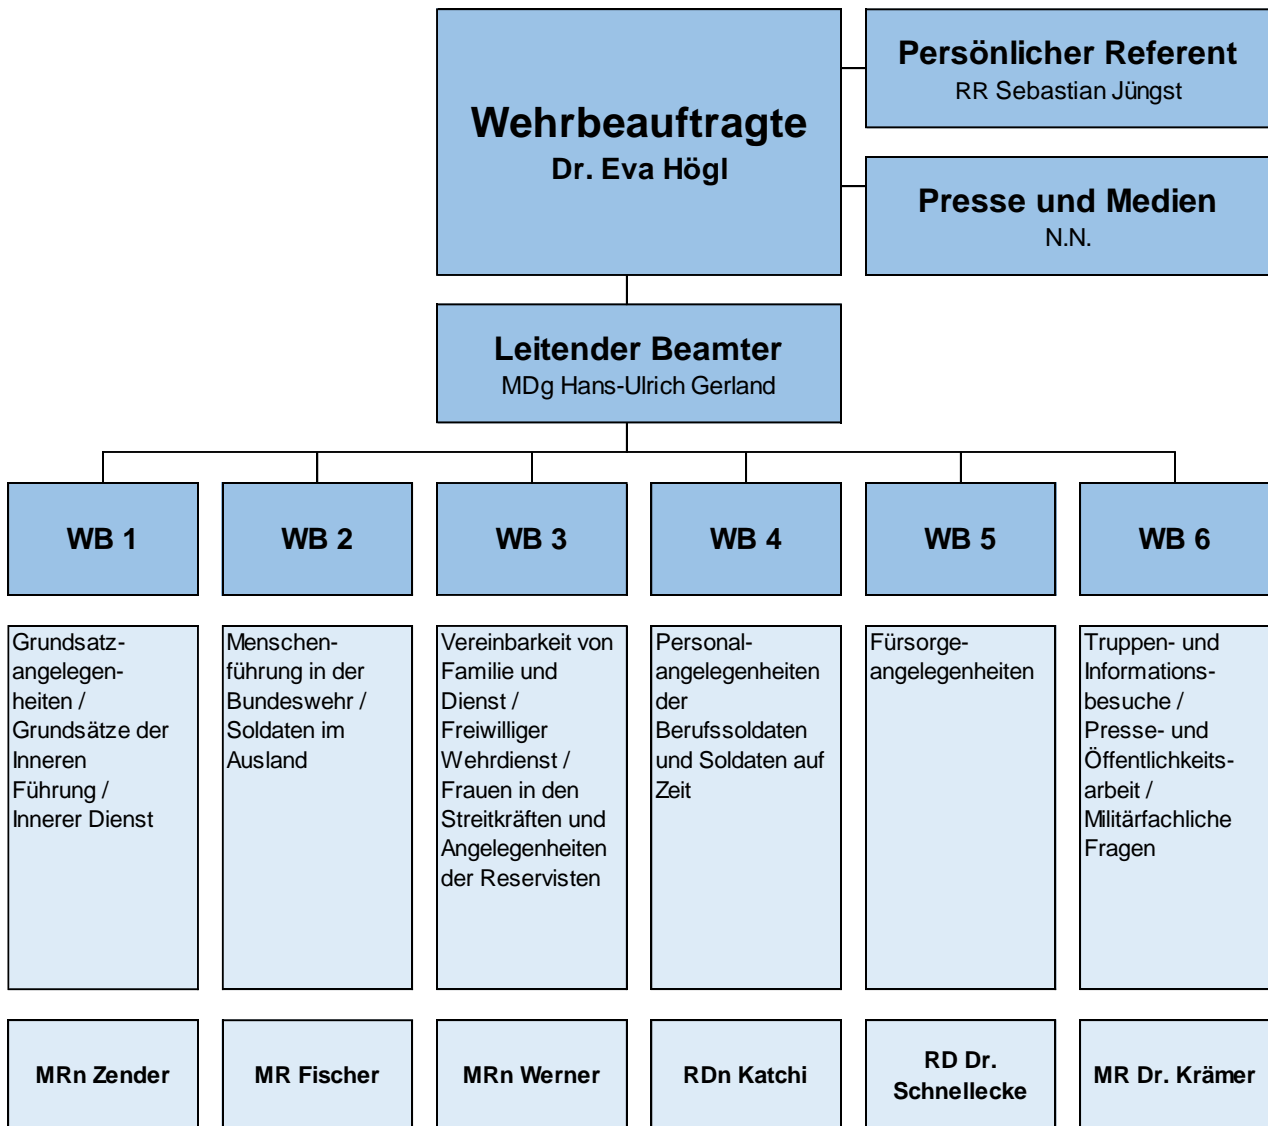 Wehrbeauftragte
Dr. Eva Högl
Persönlicher Referent
RR Sebastian Jüngst
Presse und Medien
N.N.
Leitender Beamter
MDg Hans-Ulrich Gerland
WB 1
WB 2
WB 3
WB 4
WB 5
WB 6
Grundsatz-
angelegen-
heiten /
Grundsätze der
Inneren
Führung /
Innerer Dienst
Menschen-
führung in der
Bundeswehr /
Soldaten im
Ausland
Vereinbarkeit von
Familie und
Dienst /
Freiwilliger
Wehrdienst /
Frauen in den
Streitkräften und
Angelegenheiten
der Reservisten
Personal-
angelegenheiten
der
Berufssoldaten
und Soldaten auf
Zeit
Fürsorge-
angelegenheiten
Truppen- und
Informations-
besuche /
Presse- und
Öffentlichkeits-
arbeit /
Militärfachliche
Fragen
MRn Zender
MR Fischer
MRn Werner
RDn Katchi
RD Dr.
Schnellecke
MR Dr. Krämer